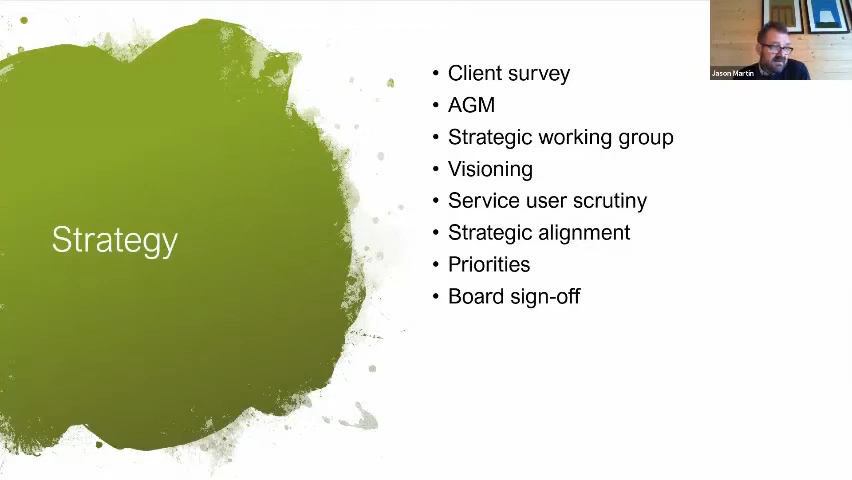 Strategy
Client survey
AGM
Strategic working group
Visioning
Service user scrutiny
Strategic alignment
Priorities
Board sign-off
Jason Martin